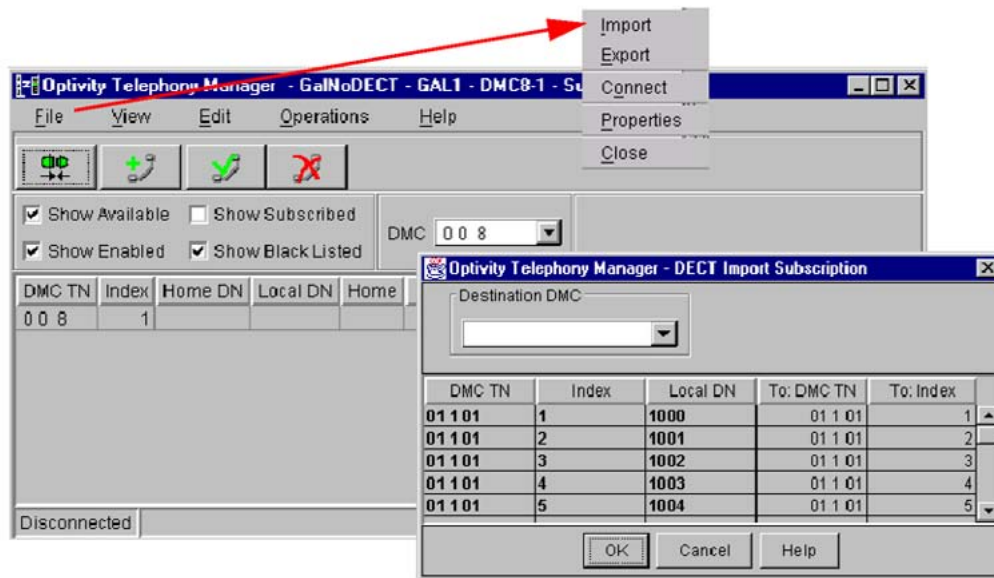 Import
Export
Connect
Properties
Close
Optivity Telephony Manager - GalNoDECT - GAL1 - DMC8-1 - Su
File View Edit Operations Help
Show Available Show Subscribed
Show Enabled Show Black Listed
DMC 0 0 8
DMC TN Index Home DN Local DN Home
0 0 8 1
Disconnected
Optivity Telephony Manager - DECT Import Subscription
Destination DMC
DMC TN Index Local DN To: DMC TN To: Index
01 1 01 1 1000 01 1 01 1
01 1 01 2 1001 01 1 01 2
01 1 01 3 1002 01 1 01 3
01 1 01 4 1003 01 1 01 4
01 1 01 5 1004 01 1 01 5
OK Cancel Help